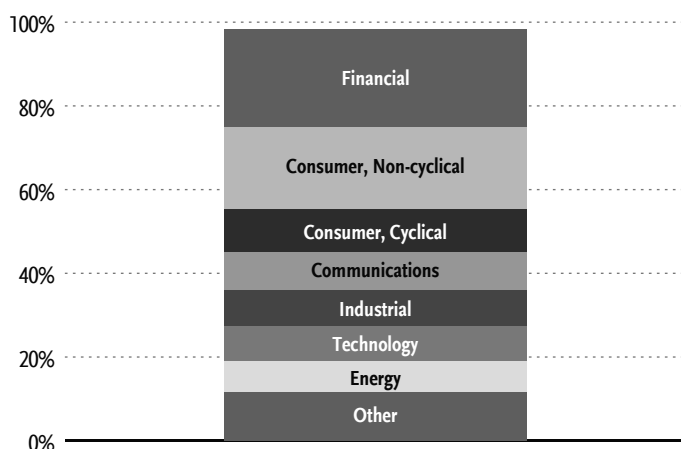 100%
Financial
80%
Consumer, Non-cyclical
60%
Consumer, Cyclical
Communications
40%
Industrial
Technology
20%
Energy
Other
0%